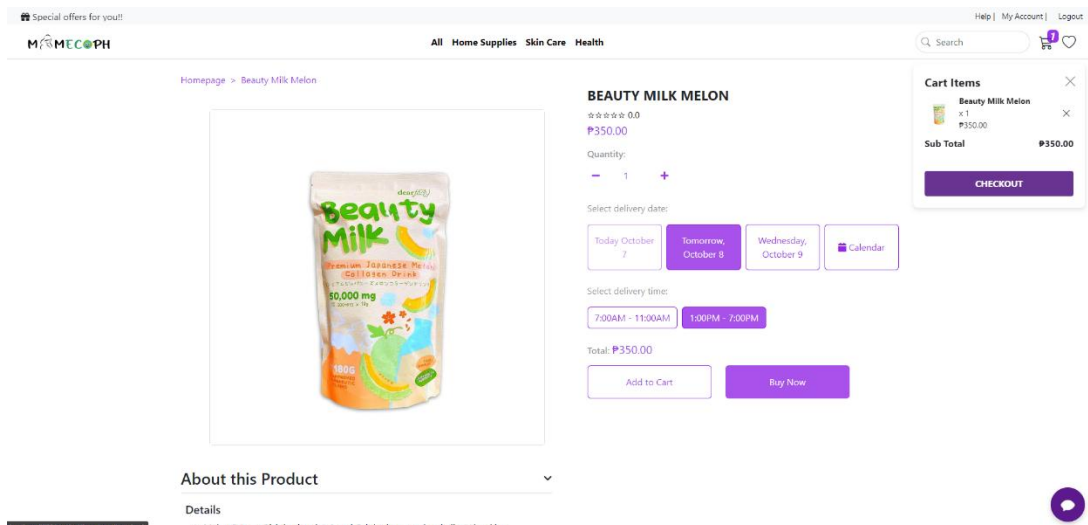 Special offers for you!!
Help | My Account | Logout
MOMECOPH
All Home Supplies Skin Care Health
Search
Homepage > Beauty Milk Melon
BEAUTY MILK MELON
☆☆☆☆☆ 0.0
₱350.00
Quantity:
− 1 +
Select delivery date:
Today October 7
Tomorrow, October 8
Wednesday, October 9
Calendar
Select delivery time:
7:00AM - 11:00AM
1:00PM - 7:00PM
Total: ₱350.00
Add to Cart
Buy Now
Cart Items
Beauty Milk Melon
x 1
₱350.00
Sub Total ₱350.00
CHECKOUT
dear
Beauty
Milk
Premium Japanese Melon
Collagen Drink
50,000 mg
180G
About this Product
Details